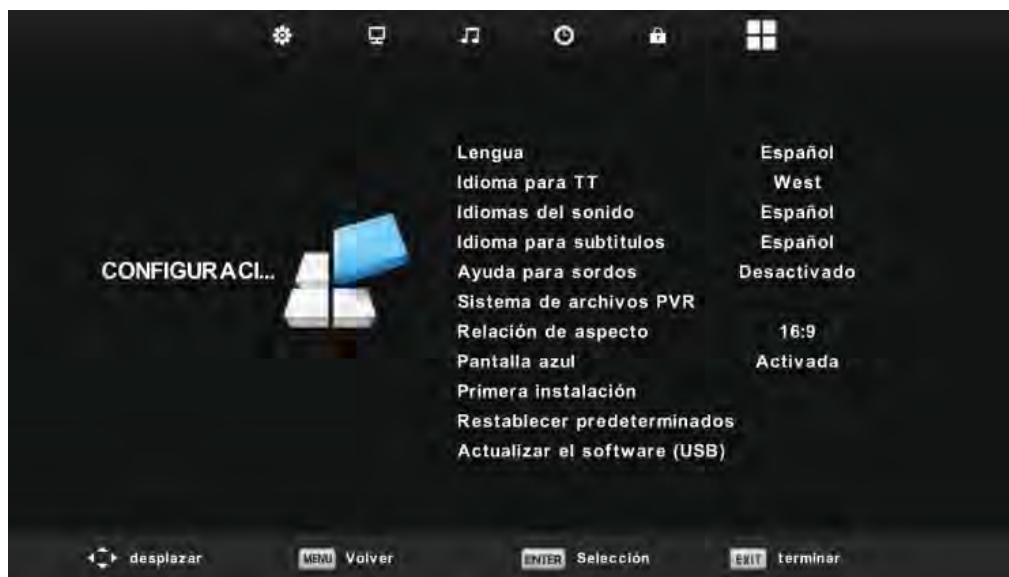 Lengua Español
Idioma para TT West
Idiomas del sonido Español
Idioma para subtitulos Español
CONFIGURACI...
Ayuda para sordos Desactivado
Sistema de archivos PVR
Relación de aspecto 16:9
Pantalla azul Activada
Primera instalación
Restablecer predeterminados
Actualizar el software (USB)
desplazar MENU Volver ENTER Selección EXIT terminar